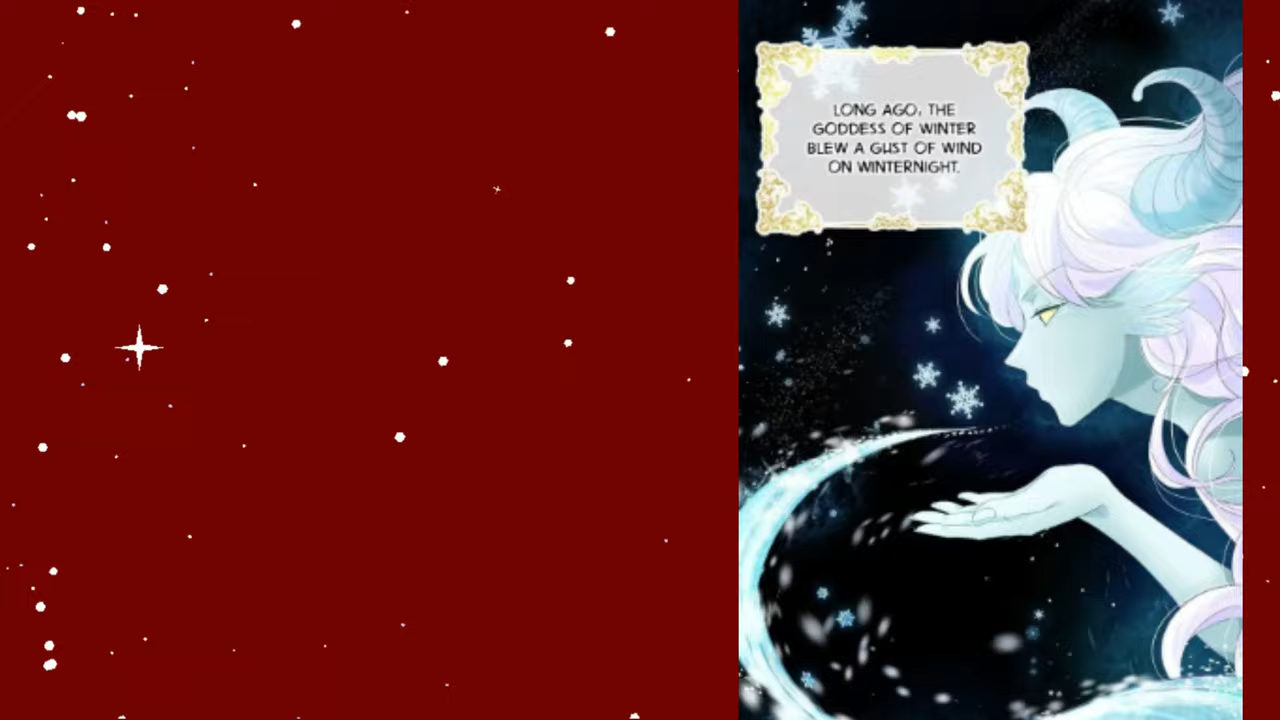 LONG AGO, THE
GODDESS OF WINTER
BLEW A GUST OF WIND
ON WINTERNIGHT.